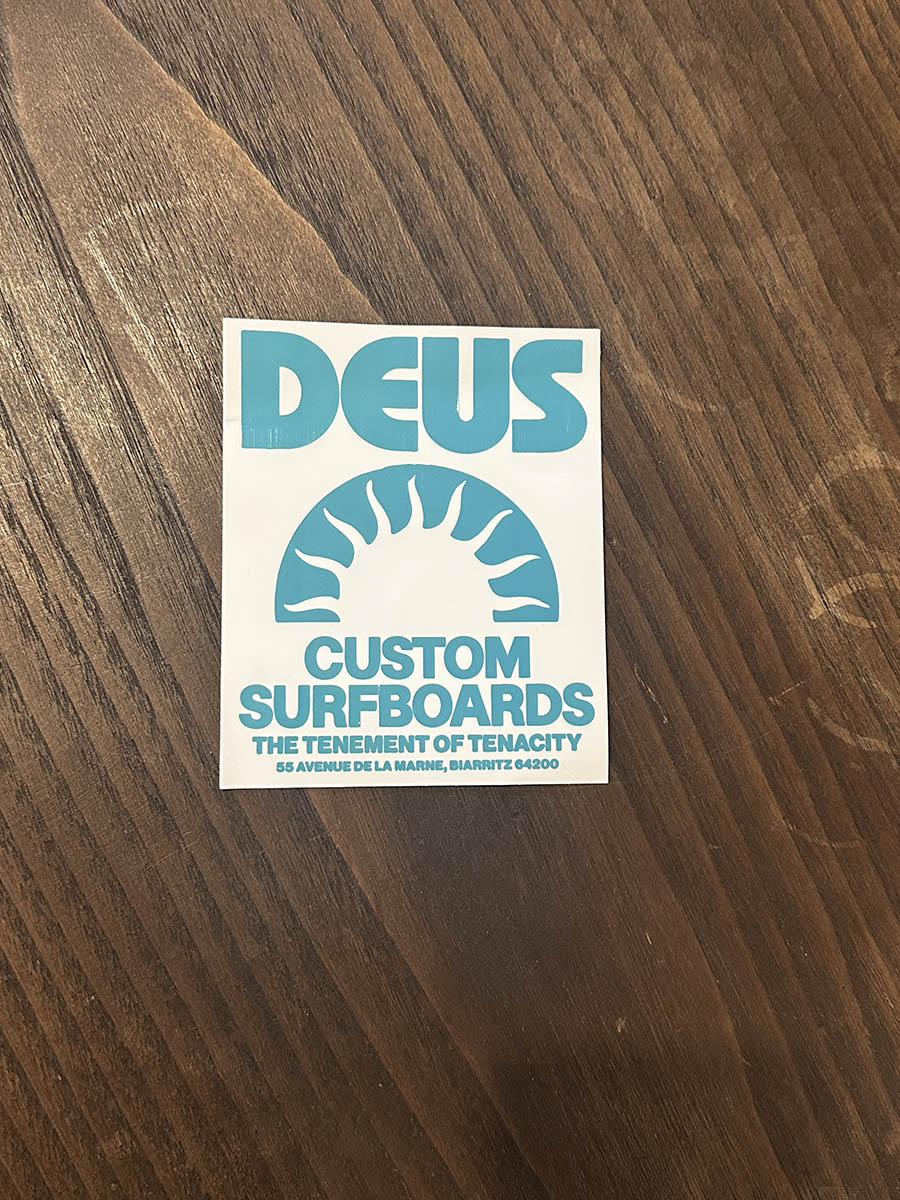 DEUS
CUSTOM
SURFBOARDS
THE TENEMENT OF TENACITY
55 AVENUE DE LA MARNE, BIARRITZ 64200